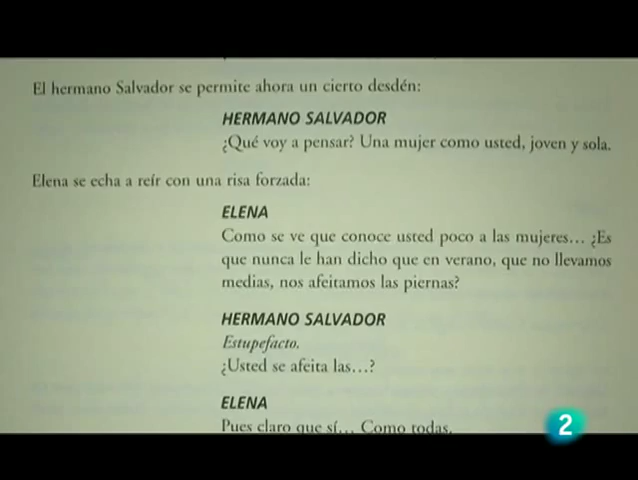 El hermano Salvador se permite ahora un cierto desdén:
HERMANO SALVADOR
¿Qué voy a pensar? Una mujer como usted, joven y sola.
Elena se echa a reír con una risa forzada:
ELENA
Como se ve que conoce usted poco a las mujeres... ¿Es
que nunca le han dicho que en verano, que no llevamos
medias, nos afeitamos las piernas?
HERMANO SALVADOR
Estupefacto.
¿Usted se afeita las...?
ELENA
Pues claro que sí... Como todas.
2